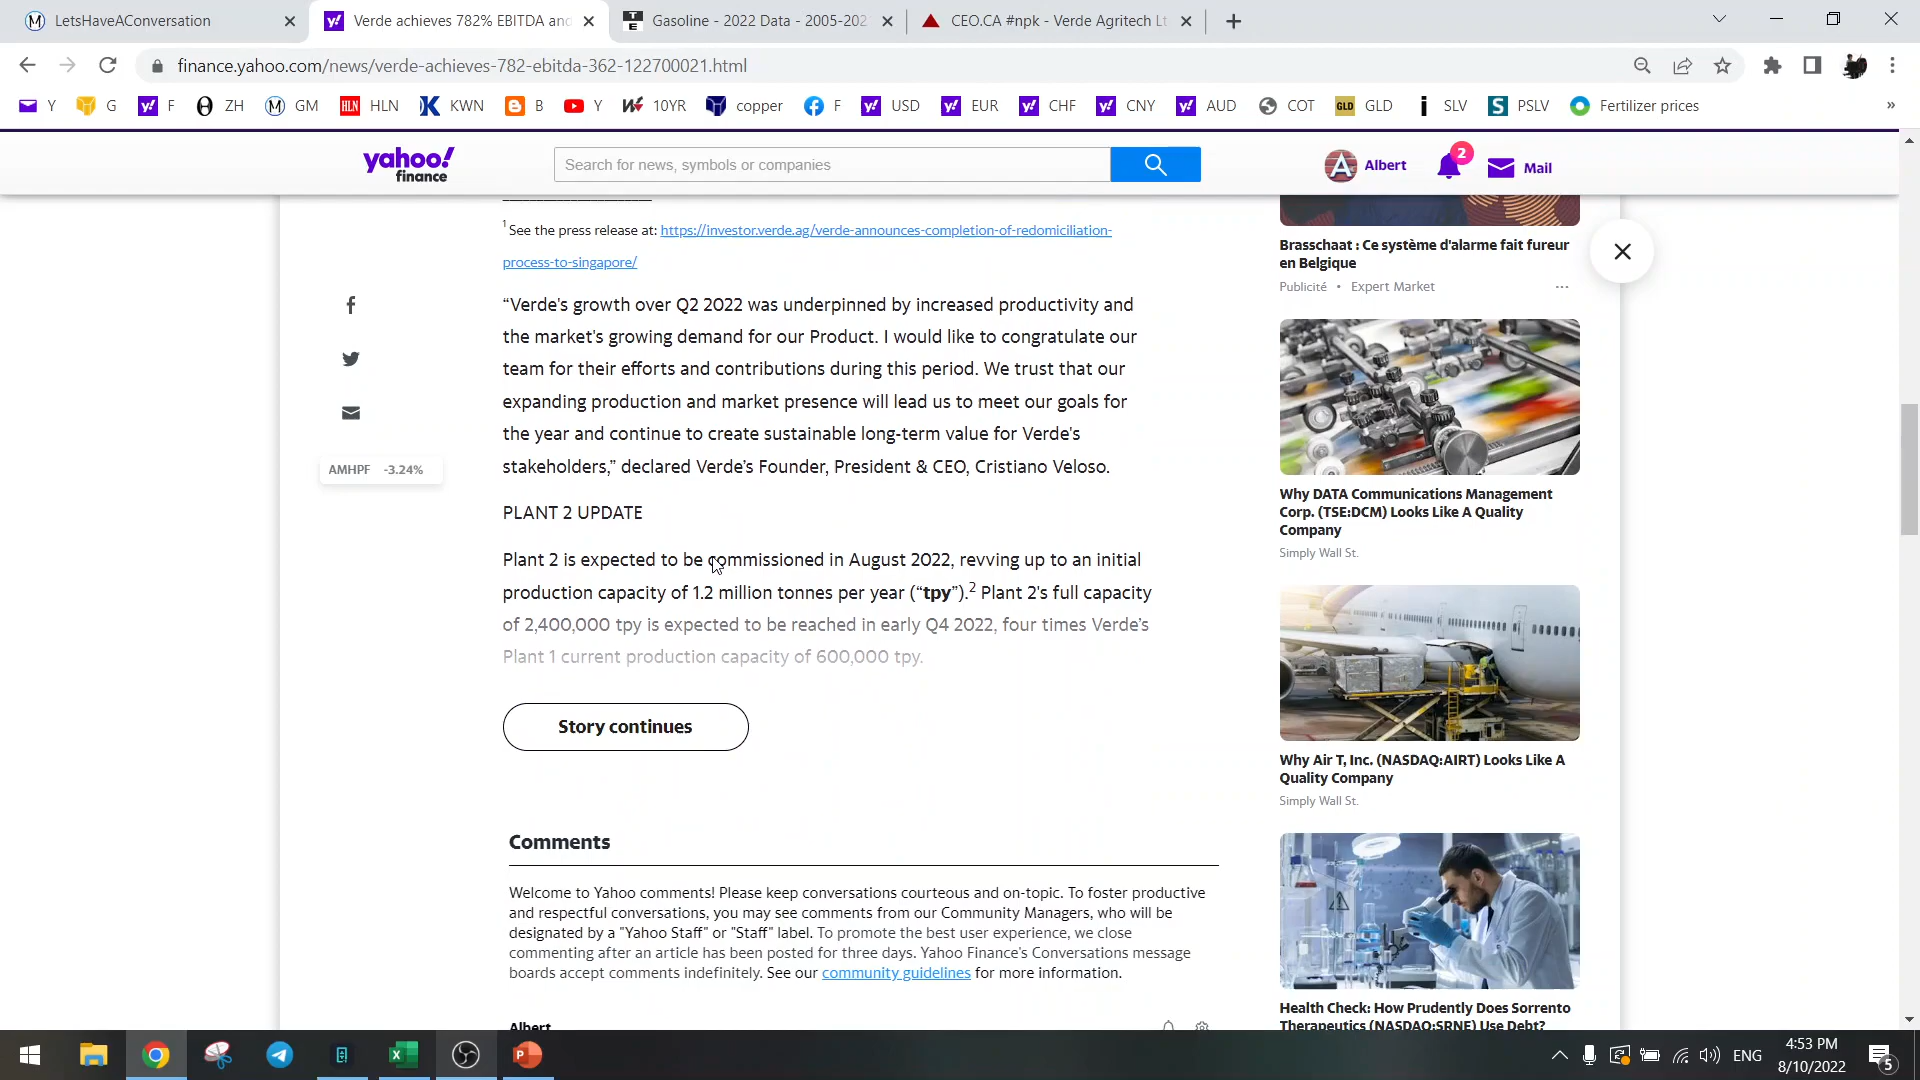 LetsHaveAConversation
Verde achieves 782% EBITDA and
Gasoline - 2022 Data - 2005-202
CEO.CA #npk - Verde Agritech Lt
finance.yahoo.com/news/verde-achieves-782-ebitda-362-122700021.html
Y G F ZH GM HLN KWN B Y 10YR copper F USD EUR CHF CNY AUD COT GLD SLV PSLV Fertilizer prices »
yahoo!
finance
Search for news, symbols or companies
Albert
2
Mail
1 See the press release at: https://investor.verde.ag/verde-announces-completion-of-redomiciliation-
process-to-singapore/
“Verde's growth over Q2 2022 was underpinned by increased productivity and
the market's growing demand for our Product. I would like to congratulate our
team for their efforts and contributions during this period. We trust that our
expanding production and market presence will lead us to meet our goals for
the year and continue to create sustainable long-term value for Verde's
stakeholders,” declared Verde’s Founder, President & CEO, Cristiano Veloso.
AMHPF -3.24%
PLANT 2 UPDATE
Plant 2 is expected to be commissioned in August 2022, revving up to an initial
production capacity of 1.2 million tonnes per year (“tpy”).2 Plant 2's full capacity
of 2,400,000 tpy is expected to be reached in early Q4 2022, four times Verde’s
Plant 1 current production capacity of 600,000 tpy.
Story continues
Comments
Welcome to Yahoo comments! Please keep conversations courteous and on-topic. To foster productive
and respectful conversations, you may see comments from our Community Managers, who will be
designated by a "Yahoo Staff" or "Staff" label. To promote the best user experience, we close
commenting after an article has been posted for three days. Yahoo Finance's Conversations message
boards accept comments indefinitely. See our community guidelines for more information.
Albert
Brasschaat : Ce système d'alarme fait fureur
en Belgique
Publicité • Expert Market
Why DATA Communications Management
Corp. (TSE:DCM) Looks Like A Quality
Company
Simply Wall St.
Why Air T, Inc. (NASDAQ:AIRT) Looks Like A
Quality Company
Simply Wall St.
Health Check: How Prudently Does Sorrento
Therapeutics (NASDAQ:SRNE) Use Debt?
ENG
4:53 PM
8/10/2022
5